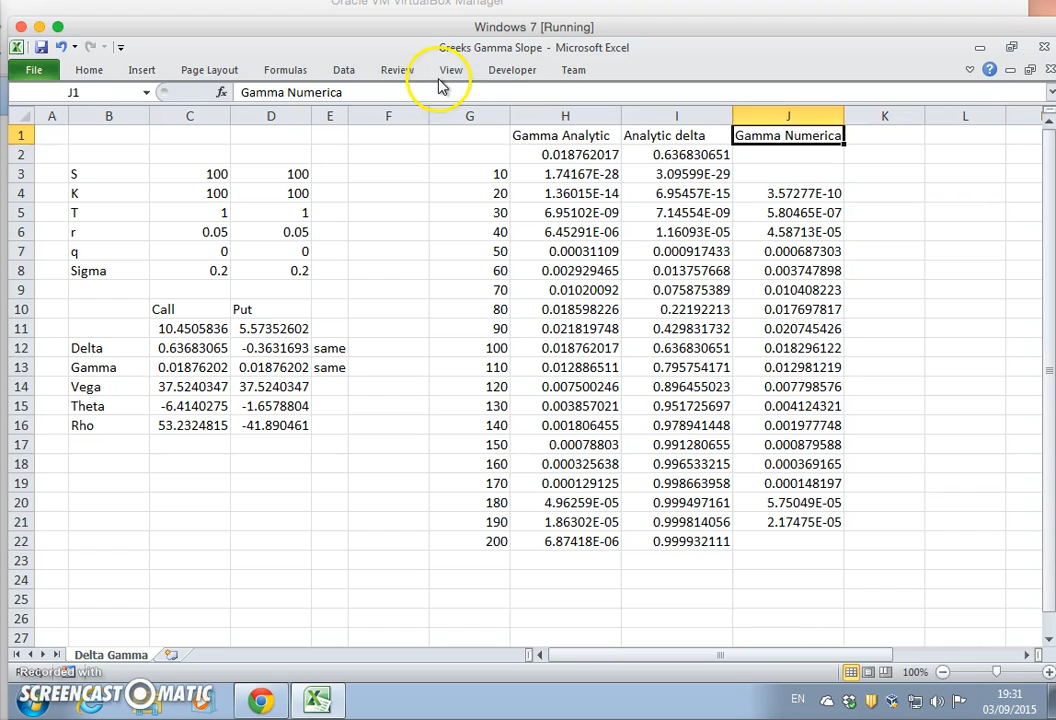 Oracle VM VirtualBox Manager
Windows 7 [Running]
Greeks Gamma Slope - Microsoft Excel
File Home Insert Page Layout Formulas Data Review View Developer Team
J1 fx Gamma Numerica
A B C D E F G H I J K L
1 Gamma Analytic Analytic delta Gamma Numerica
2 0.018762017 0.636830651
3 S 100 100 10 1.74167E-28 3.09599E-29
4 K 100 100 20 1.36015E-14 6.95457E-15 3.57277E-10
5 T 1 1 30 6.95102E-09 7.14554E-09 5.80465E-07
6 r 0.05 0.05 40 6.45291E-06 1.16093E-05 4.58713E-05
7 q 0 0 50 0.00031109 0.000917433 0.000687303
8 Sigma 0.2 0.2 60 0.002929465 0.013757668 0.003747898
9 70 0.01020092 0.075875389 0.010408223
10 Call Put 80 0.018598226 0.22192213 0.017697817
11 10.4505836 5.57352602 90 0.021819748 0.429831732 0.020745426
12 Delta 0.63683065 -0.3631693 same 100 0.018762017 0.636830651 0.018296122
13 Gamma 0.01876202 0.01876202 same 110 0.012886511 0.795754171 0.012981219
14 Vega 37.5240347 37.5240347 120 0.007500246 0.896455023 0.007798576
15 Theta -6.4140275 -1.6578804 130 0.003857021 0.951725697 0.004124321
16 Rho 53.2324815 -41.890461 140 0.001806455 0.978941448 0.001977748
17 150 0.00078803 0.991280655 0.000879588
18 160 0.000325638 0.996533215 0.000369165
19 170 0.000129125 0.998663958 0.000148197
20 180 4.96259E-05 0.999497161 5.75049E-05
21 190 1.86302E-05 0.999814056 2.17475E-05
22 200 6.87418E-06 0.999932111
23
24
25
26
27
Delta Gamma
Recorded with
100%
SCREENCAST-O-MATIC
EN
19:31
03/09/2015